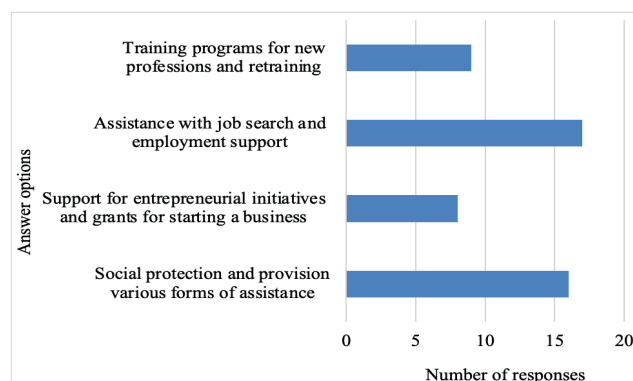 Training programs for new
professions and retraining
Assistance with job search and
employment support
Support for entrepreneurial initiatives
and grants for starting a business
Social protection and provision
various forms of assistance
Answer options
0 5 10 15 20
Number of responses